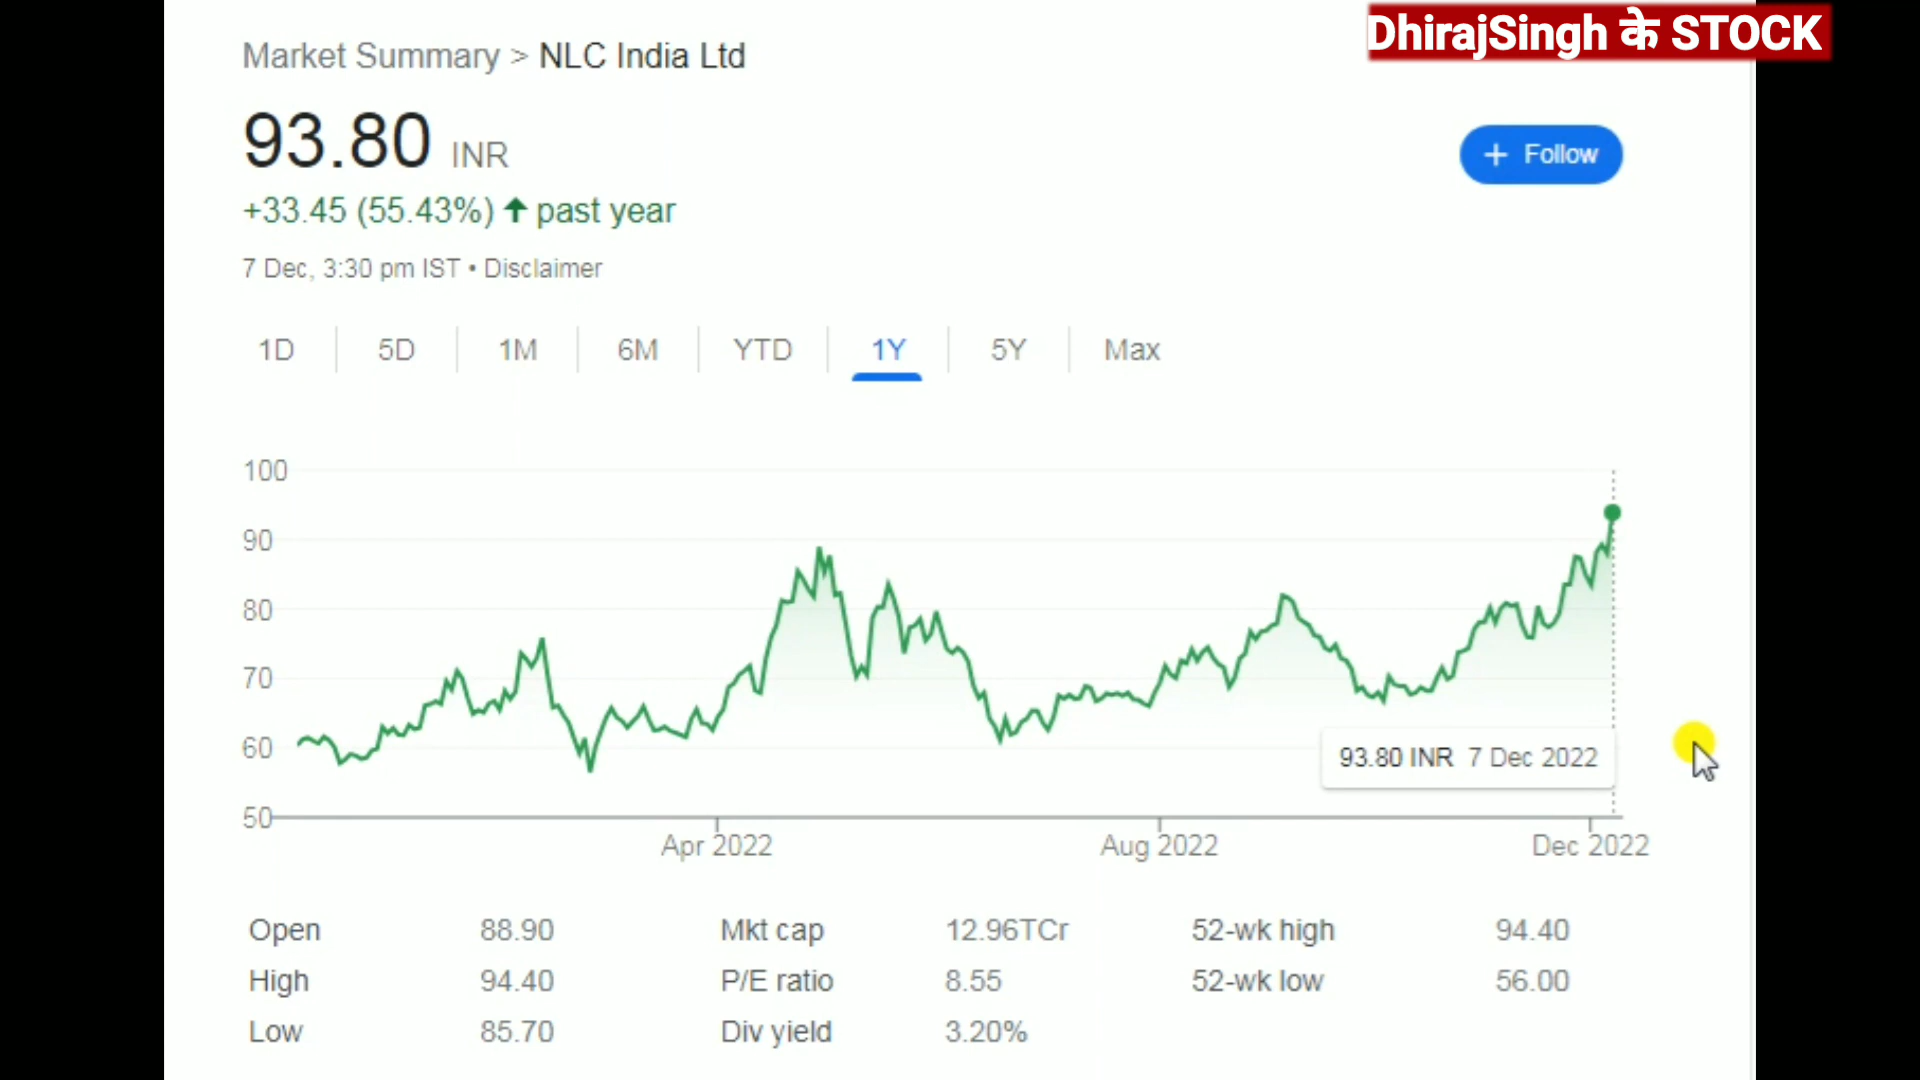 DhirajSingh के STOCK
Market Summary > NLC India Ltd
93.80 INR
+ Follow
+33.45 (55.43%) ↑ past year
7 Dec, 3:30 pm IST • Disclaimer
1D 5D 1M 6M YTD 1Y 5Y Max
100
90
80
70
60
50
93.80 INR 7 Dec 2022
Apr 2022 Aug 2022 Dec 2022
Open 88.90 Mkt cap 12.96TCr 52-wk high 94.40
High 94.40 P/E ratio 8.55 52-wk low 56.00
Low 85.70 Div yield 3.20%